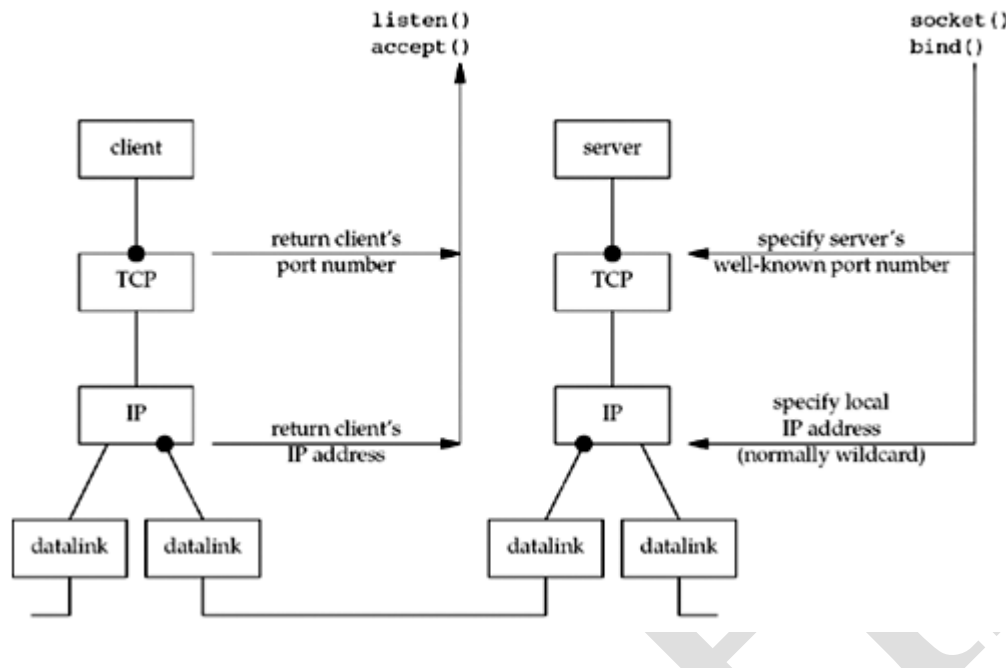 listen()
accept()
socket()
bind()
client
server
return client's
port number
specify server's
well-known port number
TCP
TCP
IP
IP
return client's
IP address
specify local
IP address
(normally wildcard)
datalink
datalink
datalink
datalink